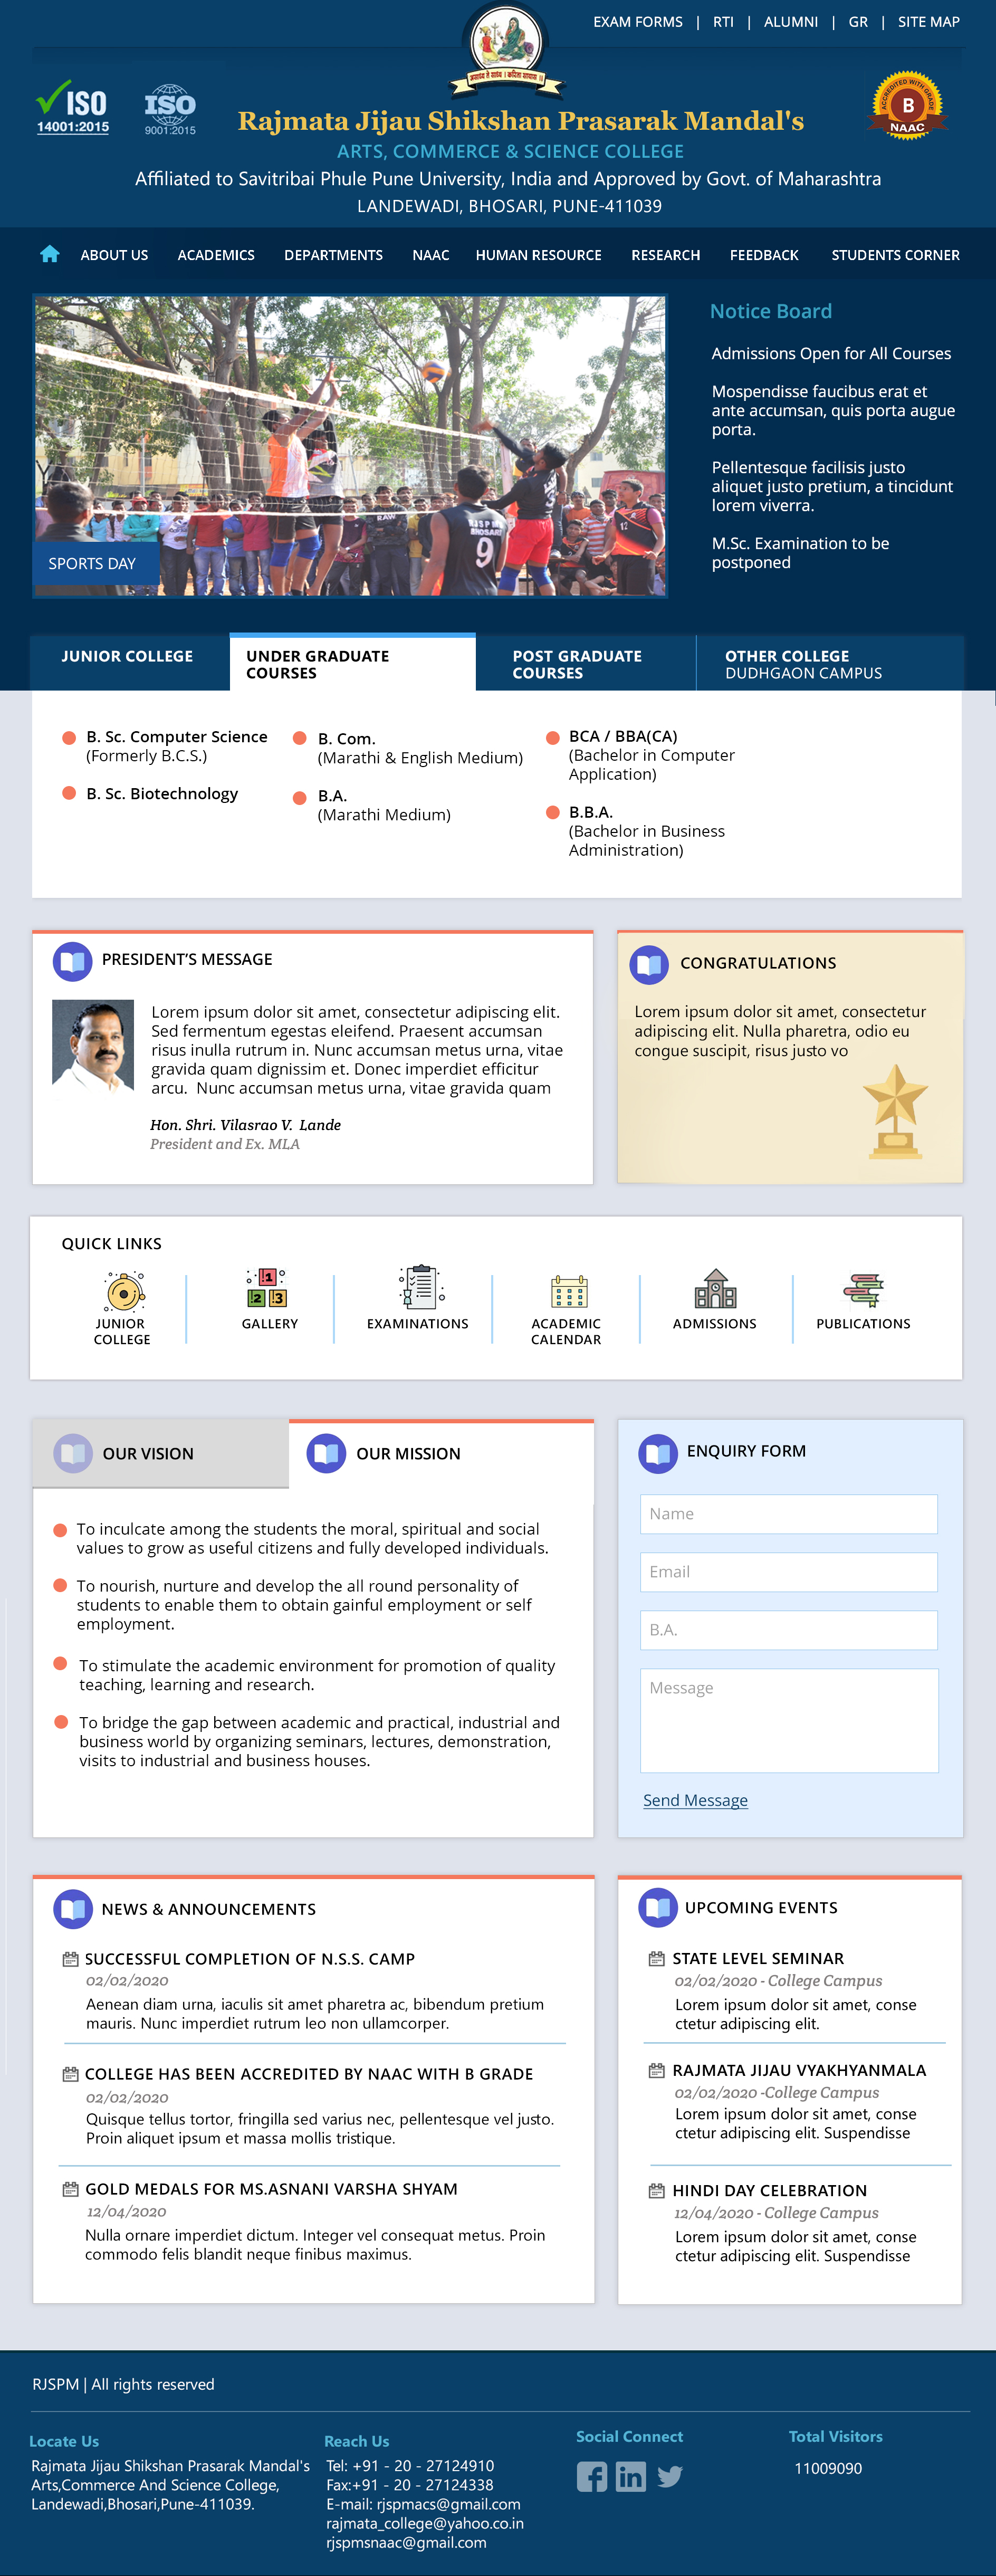 EXAM FORMS | RTI | ALUMNI | GR | SITE MAP
ISO
14001:2015
ISO
9001:2015
ACCREDITED WITH GRADE
B
NAAC
Rajmata Jijau Shikshan Prasarak Mandal's
ARTS, COMMERCE & SCIENCE COLLEGE
Affiliated to Savitribai Phule Pune University, India and Approved by Govt. of Maharashtra
LANDEWADI, BHOSARI, PUNE-411039
ABOUT US ACADEMICS DEPARTMENTS NAAC HUMAN RESOURCE RESEARCH FEEDBACK STUDENTS CORNER
RAW
RJSPM
BHOSARI
9
12
SPORTS DAY
Notice Board
Admissions Open for All Courses
Mospendisse faucibus erat et
ante accumsan, quis porta augue
porta.
Pellentesque facilisis justo
aliquet justo pretium, a tincidunt
lorem viverra.
M.Sc. Examination to be
postponed
JUNIOR COLLEGE
UNDER GRADUATE
COURSES
POST GRADUATE
COURSES
OTHER COLLEGE
DUDHGAON CAMPUS
B. Sc. Computer Science
(Formerly B.C.S.)
B. Sc. Biotechnology
B. Com.
(Marathi & English Medium)
B.A.
(Marathi Medium)
BCA / BBA(CA)
(Bachelor in Computer
Application)
B.B.A.
(Bachelor in Business
Administration)
PRESIDENT'S MESSAGE
Lorem ipsum dolor sit amet, consectetur adipiscing elit.
Sed fermentum egestas eleifend. Praesent accumsan
risus inulla rutrum in. Nunc accumsan metus urna, vitae
gravida quam dignissim et. Donec imperdiet efficitur
arcu. Nunc accumsan metus urna, vitae gravida quam
Hon. Shri. Vilasrao V. Lande
President and Ex. MLA
CONGRATULATIONS
Lorem ipsum dolor sit amet, consectetur
adipiscing elit. Nulla pharetra, odio eu
congue suscipit, risus justo vo
QUICK LINKS
1
2 3
JUNIOR
COLLEGE
GALLERY
EXAMINATIONS
ACADEMIC
CALENDAR
ADMISSIONS
PUBLICATIONS
OUR VISION
OUR MISSION
To inculcate among the students the moral, spiritual and social
values to grow as useful citizens and fully developed individuals.
To nourish, nurture and develop the all round personality of
students to enable them to obtain gainful employment or self
employment.
To stimulate the academic environment for promotion of quality
teaching, learning and research.
To bridge the gap between academic and practical, industrial and
business world by organizing seminars, lectures, demonstration,
visits to industrial and business houses.
ENQUIRY FORM
Name
Email
B.A.
Message
Send Message
NEWS & ANNOUNCEMENTS
SUCCESSFUL COMPLETION OF N.S.S. CAMP
02/02/2020
Aenean diam urna, iaculis sit amet pharetra ac, bibendum pretium
mauris. Nunc imperdiet rutrum leo non ullamcorper.
COLLEGE HAS BEEN ACCREDITED BY NAAC WITH B GRADE
02/02/2020
Quisque tellus tortor, fringilla sed varius nec, pellentesque vel justo.
Proin aliquet ipsum et massa mollis tristique.
GOLD MEDALS FOR MS.ASNANI VARSHA SHYAM
12/04/2020
Nulla ornare imperdiet dictum. Integer vel consequat metus. Proin
commodo felis blandit neque finibus maximus.
UPCOMING EVENTS
STATE LEVEL SEMINAR
02/02/2020 - College Campus
Lorem ipsum dolor sit amet, conse
ctetur adipiscing elit.
RAJMATA JIJAU VYAKHYANMALA
02/02/2020 -College Campus
Lorem ipsum dolor sit amet, conse
ctetur adipiscing elit. Suspendisse
HINDI DAY CELEBRATION
12/04/2020 - College Campus
Lorem ipsum dolor sit amet, conse
ctetur adipiscing elit. Suspendisse
RJSPM | All rights reserved
Locate Us
Rajmata Jijau Shikshan Prasarak Mandal's
Arts,Commerce And Science College,
Landewadi,Bhosari,Pune-411039.
Reach Us
Tel: +91 - 20 - 27124910
Fax:+91 - 20 - 27124338
E-mail: rjspmacs@gmail.com
rajmata_college@yahoo.co.in
rjspmsnaac@gmail.com
Social Connect
Total Visitors
11009090